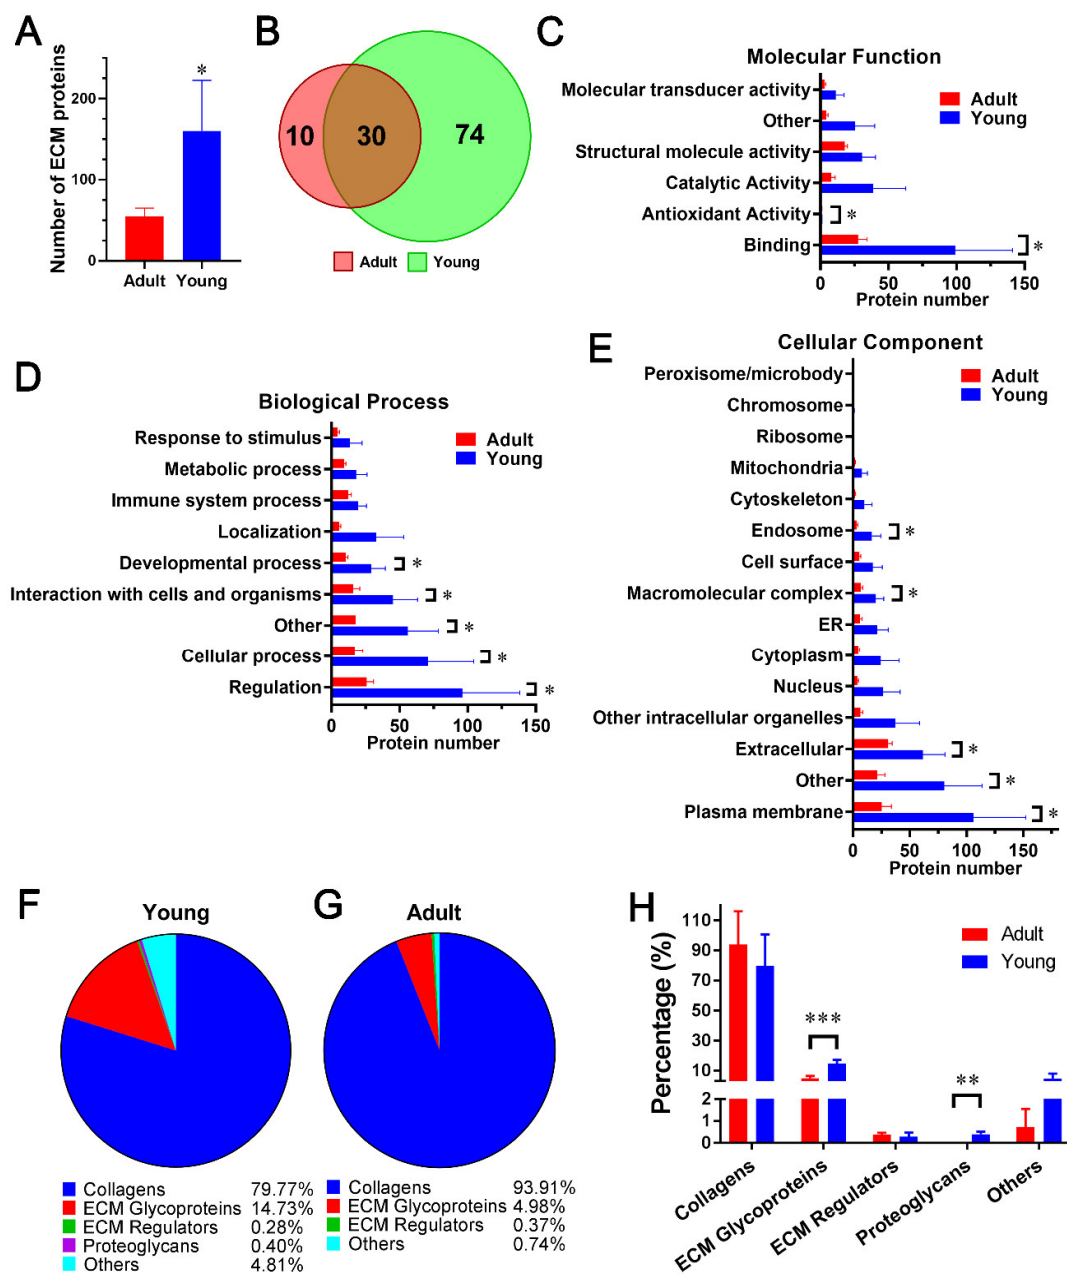 A
Number of ECM proteins
200
100
0
*
Adult Young
B
10 30 74
Adult Young
C
Molecular Function
Molecular transducer activity
Other
Structural molecule activity
Catalytic Activity
Antioxidant Activity *
Binding *
Adult
Young
0 50 100 150
Protein number
D
Biological Process
Response to stimulus
Metabolic process
Immune system process
Localization
Developmental process *
Interaction with cells and organisms *
Other *
Cellular process *
Regulation *
Adult
Young
0 50 100 150
Protein number
E
Cellular Component
Peroxisome/microbody
Chromosome
Ribosome
Mitochondria
Cytoskeleton
Endosome *
Cell surface
Macromolecular complex *
ER
Cytoplasm
Nucleus
Other intracellular organelles
Extracellular *
Other *
Plasma membrane *
Adult
Young
0 50 100 150
Protein number
F
Young
Collagens 79.77%
ECM Glycoproteins 14.73%
ECM Regulators 0.28%
Proteoglycans 0.40%
Others 4.81%
G
Adult
Collagens 93.91%
ECM Glycoproteins 4.98%
ECM Regulators 0.37%
Others 0.74%
H
Percentage (%)
110
90
70
50
30
10
2
1
0
***
**
Adult
Young
Collagens
ECM Glycoproteins
ECM Regulators
Proteoglycans
Others